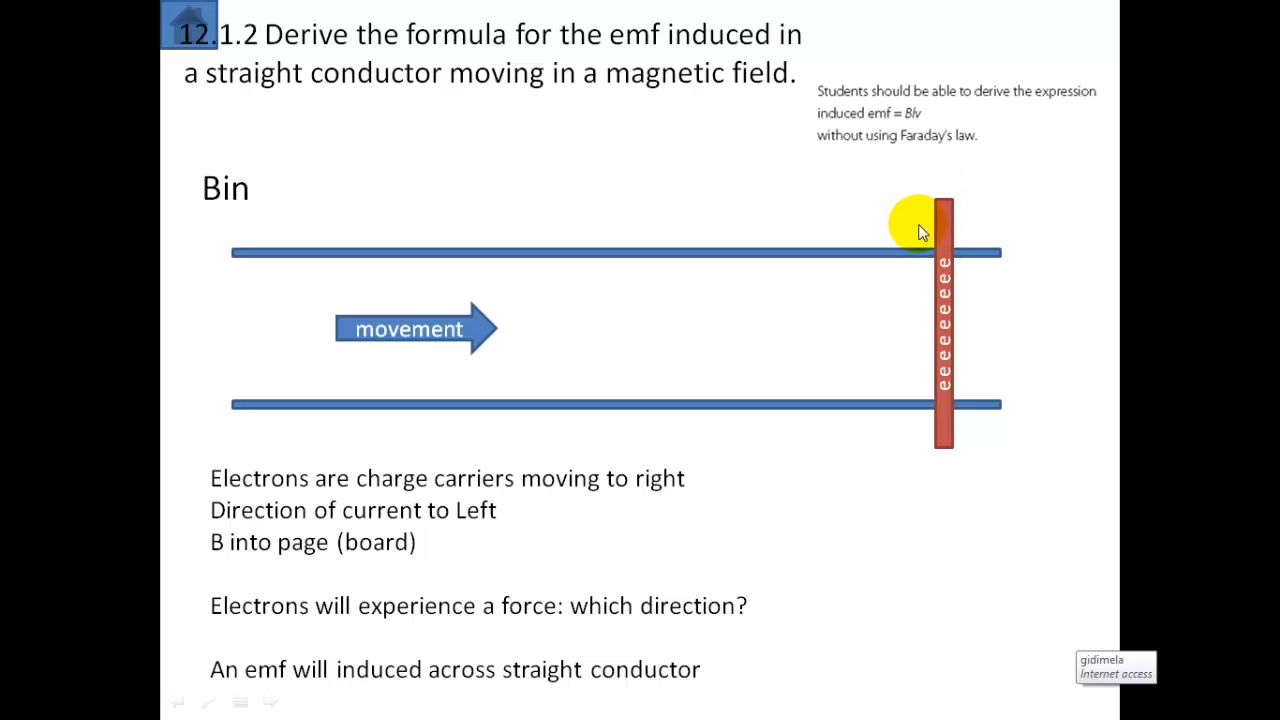 12.1.2 Derive the formula for the emf induced in
a straight conductor moving in a magnetic field.
Students should be able to derive the expression
induced emf = Blv
without using Faraday's law.
Bin
movement
e e e e e e e e e
Electrons are charge carriers moving to right
Direction of current to Left
B into page (board)
Electrons will experience a force: which direction?
An emf will induced across straight conductor
gidimela
Internet access